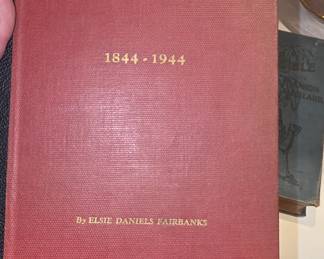 1844 - 1944
By ELSIE DANIELS FAIRBANKS